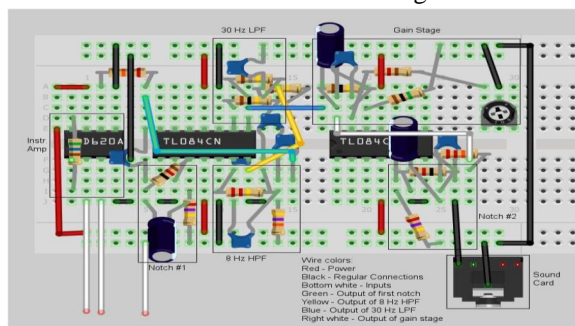 30 Hz LPF
Gain Stage
Instr.
Amp
D620A
TL084CN
TL084C
Notch #1
8 Hz HPF
Notch #2
Sound
Card
Wire colors:
Red - Power
Black - Regular Connections
Bottom white - Inputs
Green - Output of first notch
Yellow - Output of 8 Hz HPF
Blue - Output of 30 Hz LPF
Right white - Output of gain stage